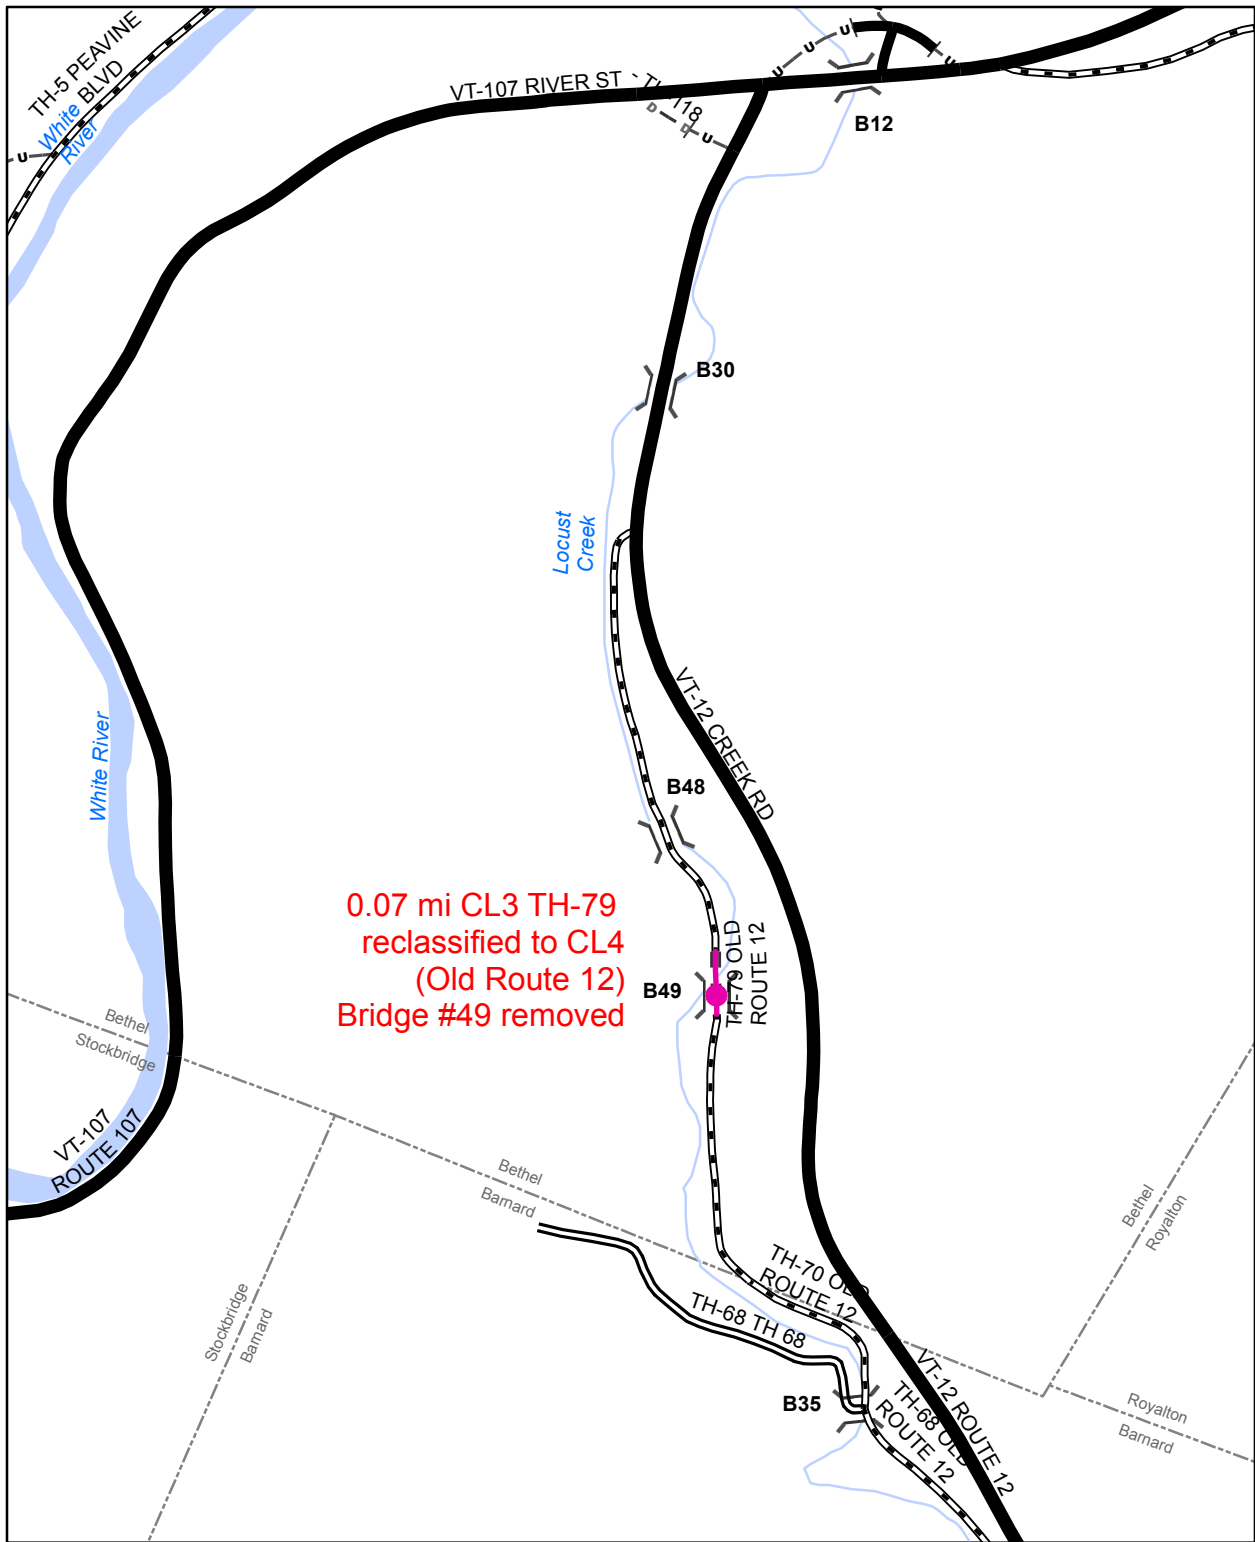 TH-5 PEAVINE
BLVD
White
River
U
U
U
U
VT-107 RIVER ST
- TH-118
D
D
U
B12
B30
Locust
Creek
VT-12 CREEK RD
White River
B48
0.07 mi CL3 TH-79
reclassified to CL4
(Old Route 12)
Bridge #49 removed
B49
TH-79 OLD
ROUTE 12
Bethel
Stockbridge
VT-107
ROUTE 107
Bethel
Barnard
Bethel
Royalton
TH-70 OLD
ROUTE 12
TH-68 TH 68
Stockbridge
Barnard
B35
VT-12 ROUTE 12
TH-68 OLD
ROUTE 12
Royalton
Barnard